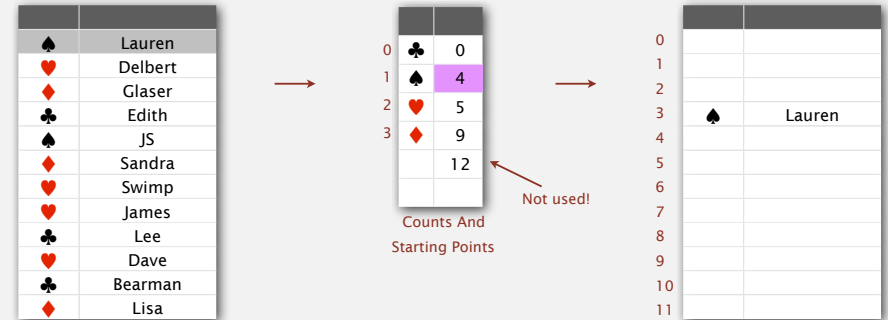 ♠ Lauren
♥ Delbert
♦ Glaser
♣ Edith
♠ JS
♦ Sandra
♥ Swimp
♥ James
♣ Lee
♥ Dave
♣ Bearman
♦ Lisa
0 ♣ 0
1 ♠ 4
2 ♥ 5
3 ♦ 9
12
Not used!
Counts And
Starting Points
0
1
2
3 ♠ Lauren
4
5
6
7
8
9
10
11